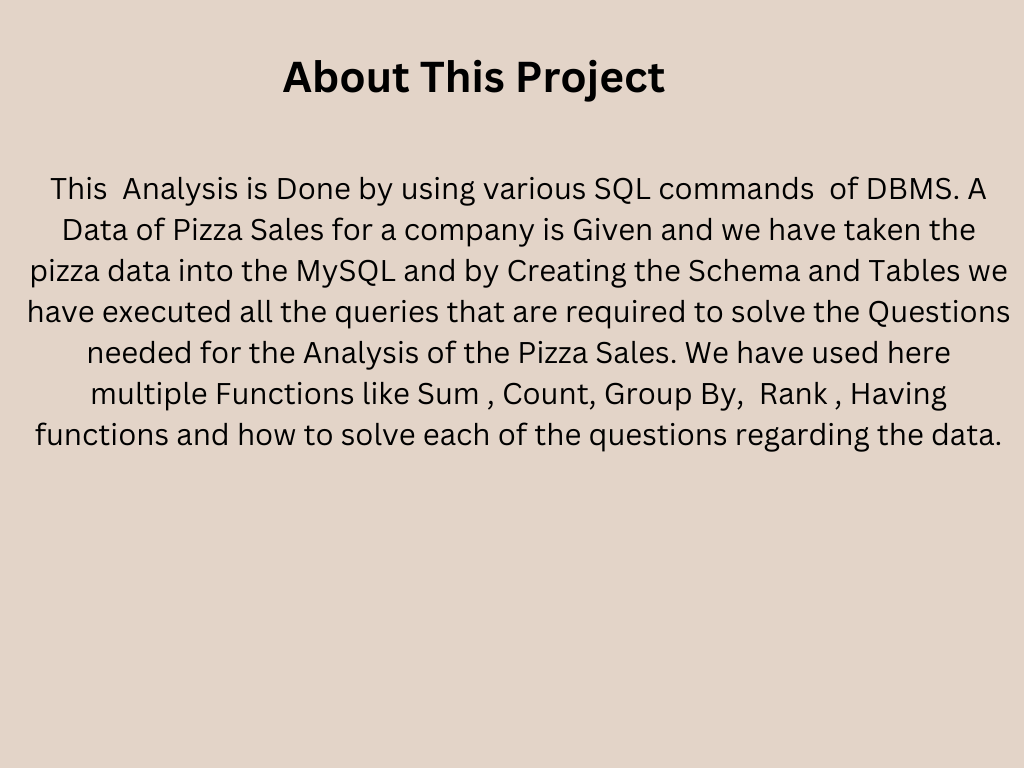 About This Project
This  Analysis is Done by using various SQL commands  of DBMS. A
Data of Pizza Sales for a company is Given and we have taken the
pizza data into the MySQL and by Creating the Schema and Tables we
have executed all the queries that are required to solve the Questions
needed for the Analysis of the Pizza Sales. We have used here
multiple Functions like Sum , Count, Group By,  Rank , Having
functions and how to solve each of the questions regarding the data.